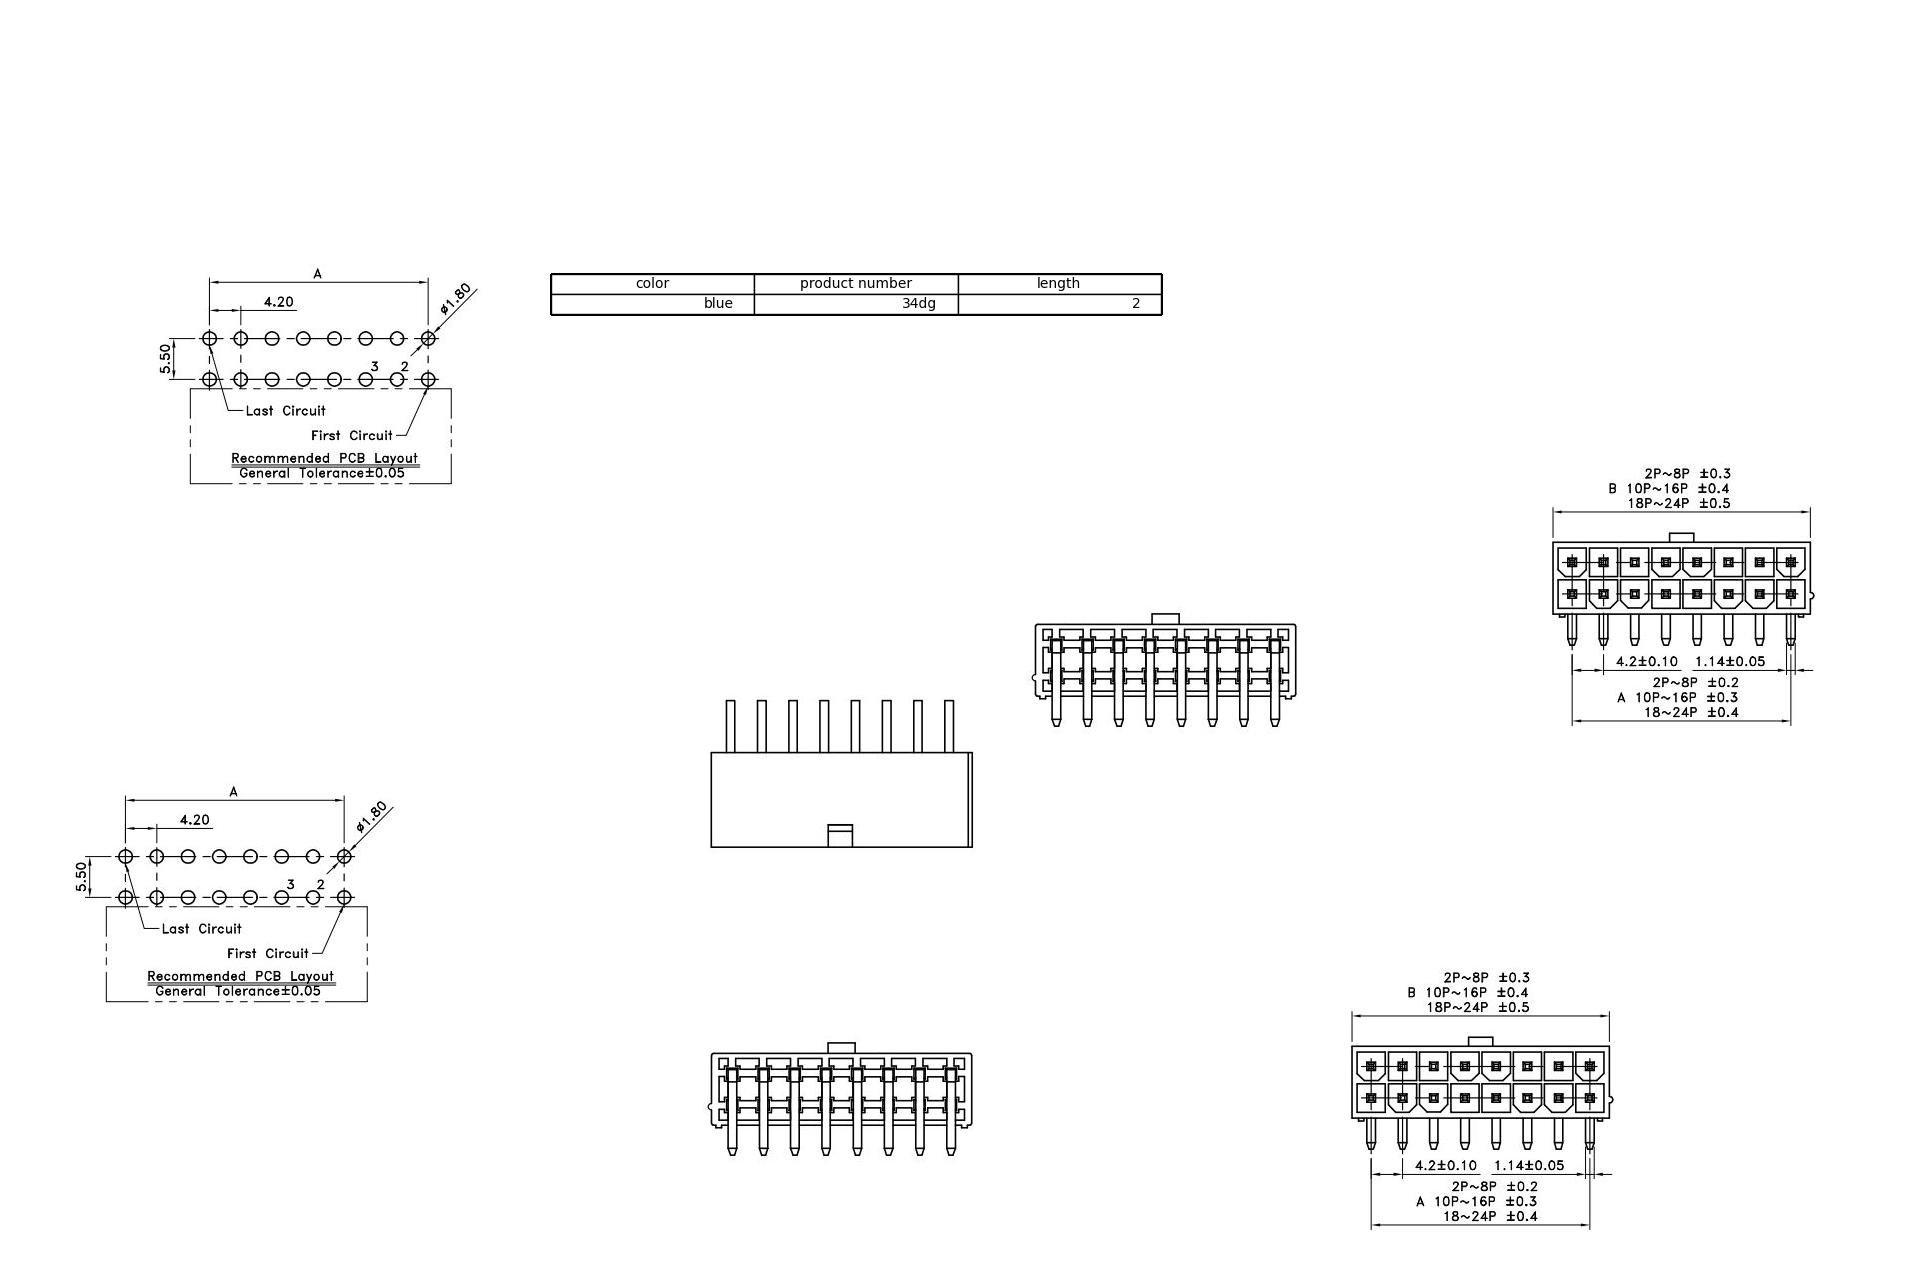 A
4.20
ø1.80
5.50
3 2
Last Circuit
First Circuit
Recommended PCB Layout
General Tolerance±0.05
color product number length
blue 34dg 2
2P~8P ±0.3
B 10P~16P ±0.4
18P~24P ±0.5
4.2±0.10 1.14±0.05
2P~8P ±0.2
A 10P~16P ±0.3
18~24P ±0.4
A
4.20
ø1.80
5.50
3 2
Last Circuit
First Circuit
Recommended PCB Layout
General Tolerance±0.05
2P~8P ±0.3
B 10P~16P ±0.4
18P~24P ±0.5
4.2±0.10 1.14±0.05
2P~8P ±0.2
A 10P~16P ±0.3
18~24P ±0.4